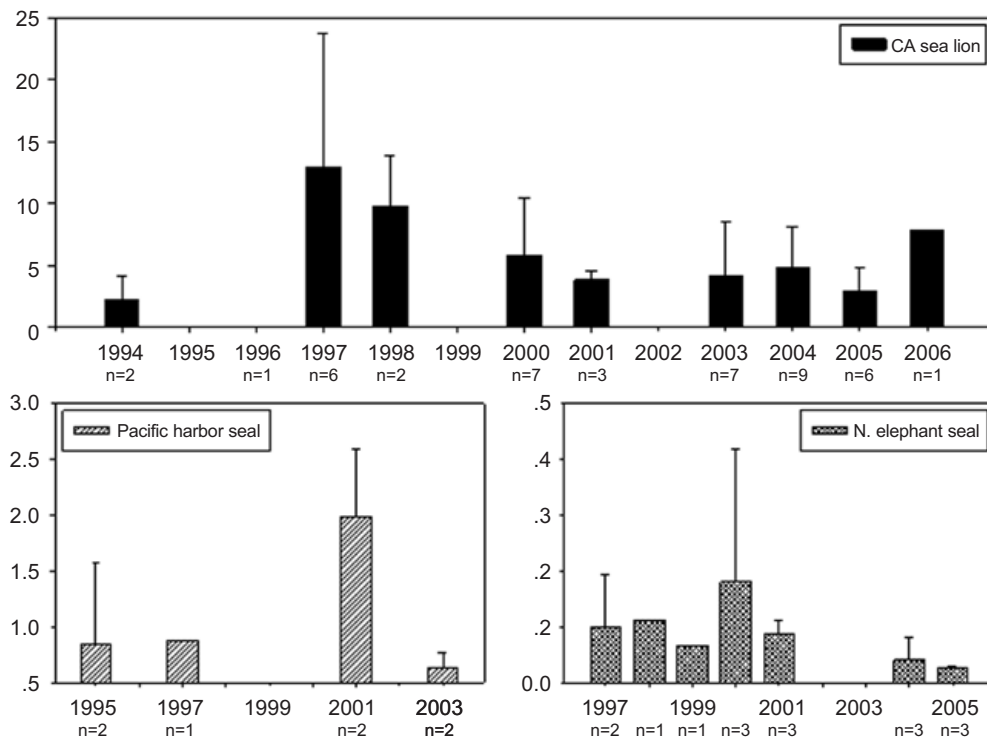 25
CA sea lion
20
15
10
5
0
1994 1995 1996 1997 1998 1999 2000 2001 2002 2003 2004 2005 2006
n=2 n=1 n=6 n=2 n=7 n=3 n=7 n=9 n=6 n=1
3.0
Pacific harbor seal
2.5
2.0
1.5
1.0
.5
1995 1997 1999 2001 2003
n=2 n=1 n=2 n=2
.5
N. elephant seal
.4
.3
.2
.2
0.0
1997 1999 2001 2003 2005
n=2 n=1 n=1 n=3 n=3 n=3 n=3